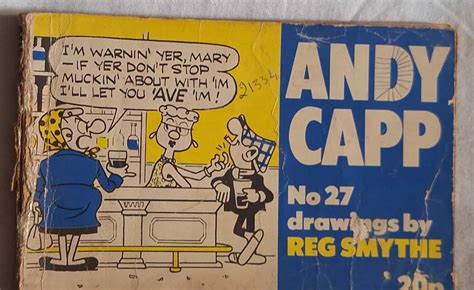 I'M WARNIN' YER, MARY
—IF YER DON'T STOP
MUCKIN' ABOUT WITH 'IM
I'LL LET YOU 'AVE 'IM!
21334
ANDY
CAPP
No 27
drawings by
REG SMYTHE
20p